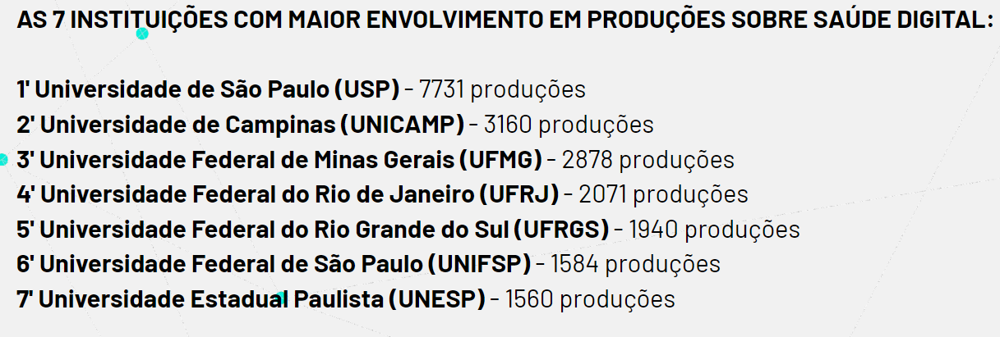 AS 7 INSTITUIÇÕES COM MAIOR ENVOLVIMENTO EM PRODUÇÕES SOBRE SAÚDE DIGITAL:
1' Universidade de São Paulo (USP) - 7731 produções
2' Universidade de Campinas (UNICAMP) - 3160 produções
3' Universidade Federal de Minas Gerais (UFMG) - 2878 produções
4' Universidade Federal do Rio de Janeiro (UFRJ) - 2071 produções
5' Universidade Federal do Rio Grande do Sul (UFRGS) - 1940 produções
6' Universidade Federal de São Paulo (UNIFSP) - 1584 produções
7' Universidade Estadual Paulista (UNESP) - 1560 produções